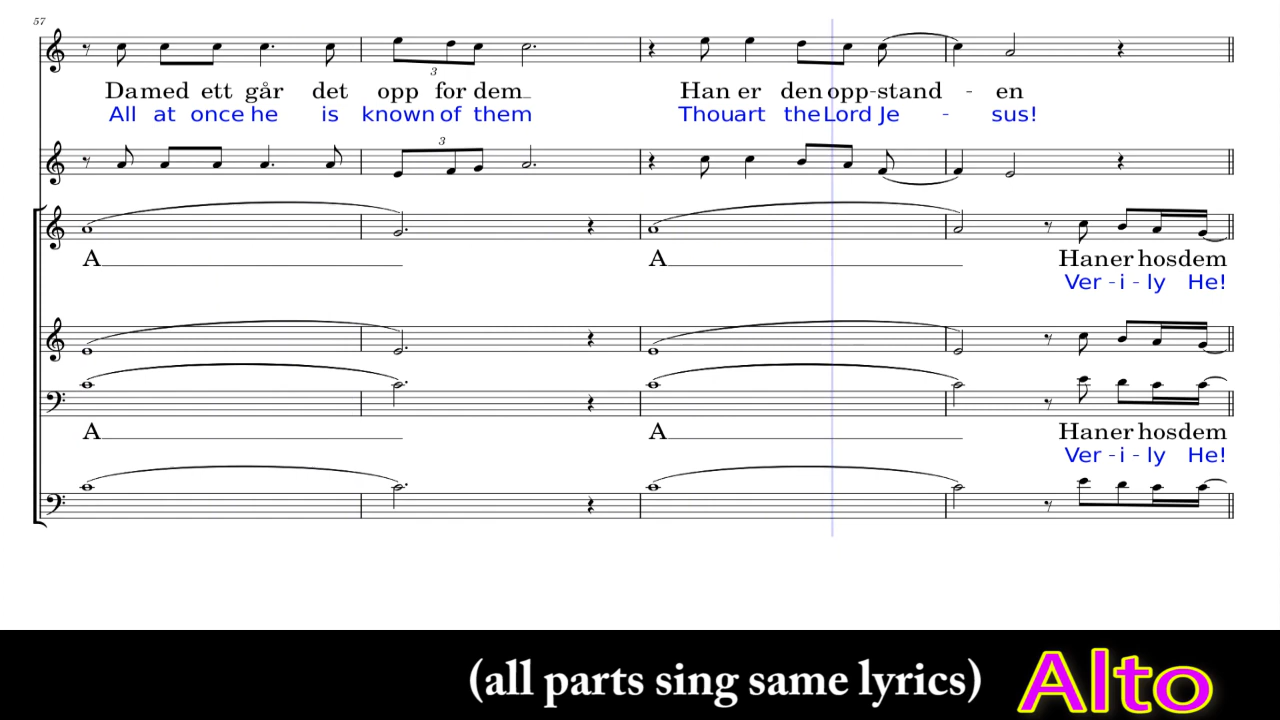 57
Da med ett går det opp for dem_ Han er den opp-stand - en
All at once he is known of them Thou art the Lord Je - sus!
3
3
A A Han er hos dem
Ver - i - ly He!
A A Han er hos dem
Ver - i - ly He!
(all parts sing same lyrics) Alto